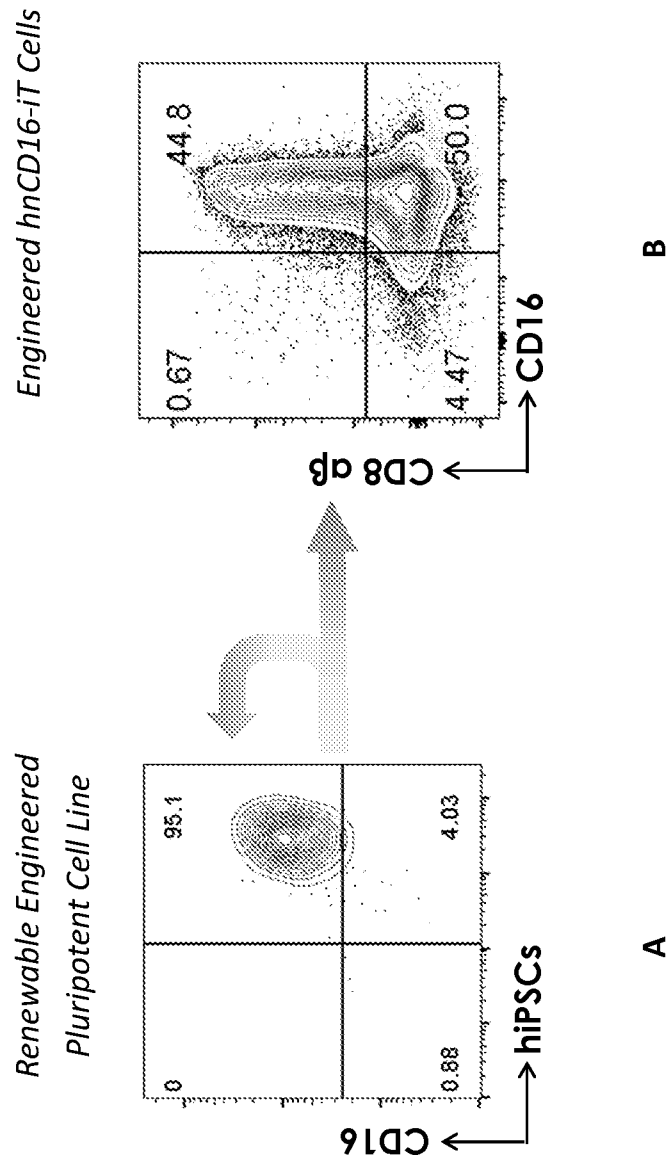 Renewable Engineered
Pluripotent Cell Line
0
95.1
0.88
4.03
CD16
hiPSCs
A
Engineered hnCD16-iT Cells
0.67
44.8
4.47
50.0
CD8 αβ
CD16
B